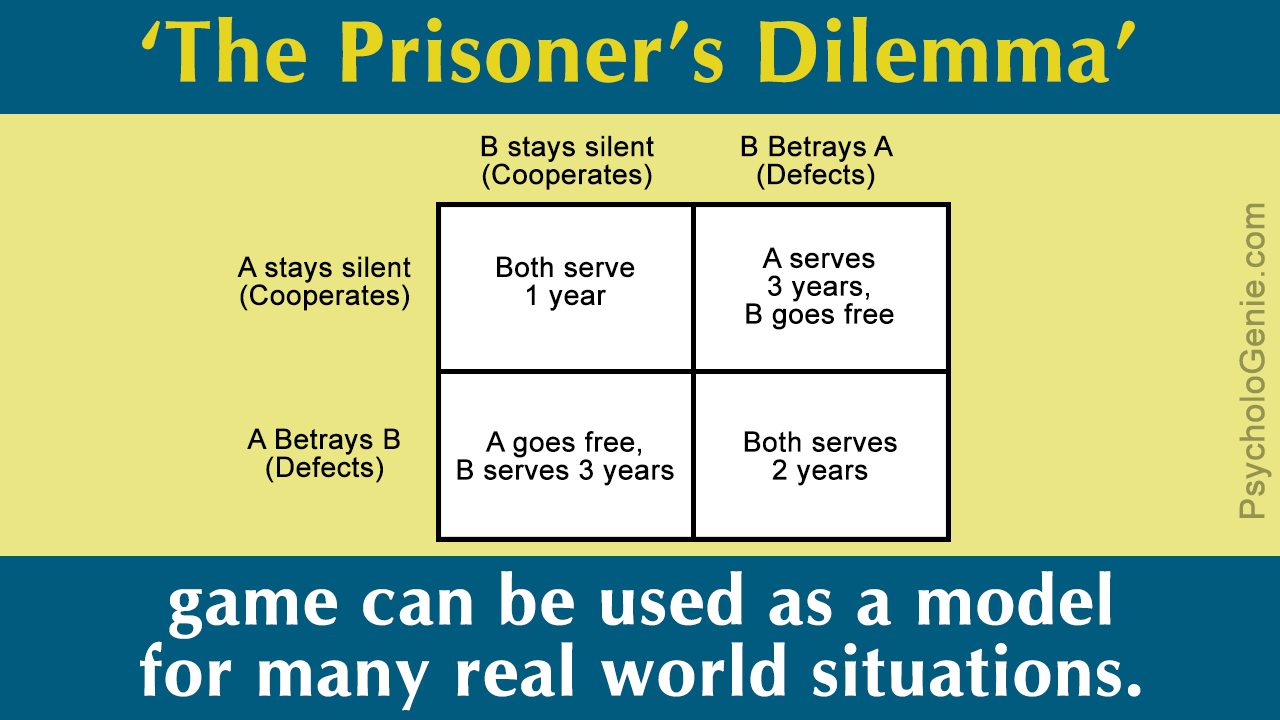 ‘The Prisoner’s Dilemma’
B stays silent
(Cooperates)
B Betrays A
(Defects)
A stays silent
(Cooperates)
Both serve
1 year
A serves
3 years,
B goes free
A Betrays B
(Defects)
A goes free,
B serves 3 years
Both serves
2 years
PsycholoGenie.com
game can be used as a model
for many real world situations.